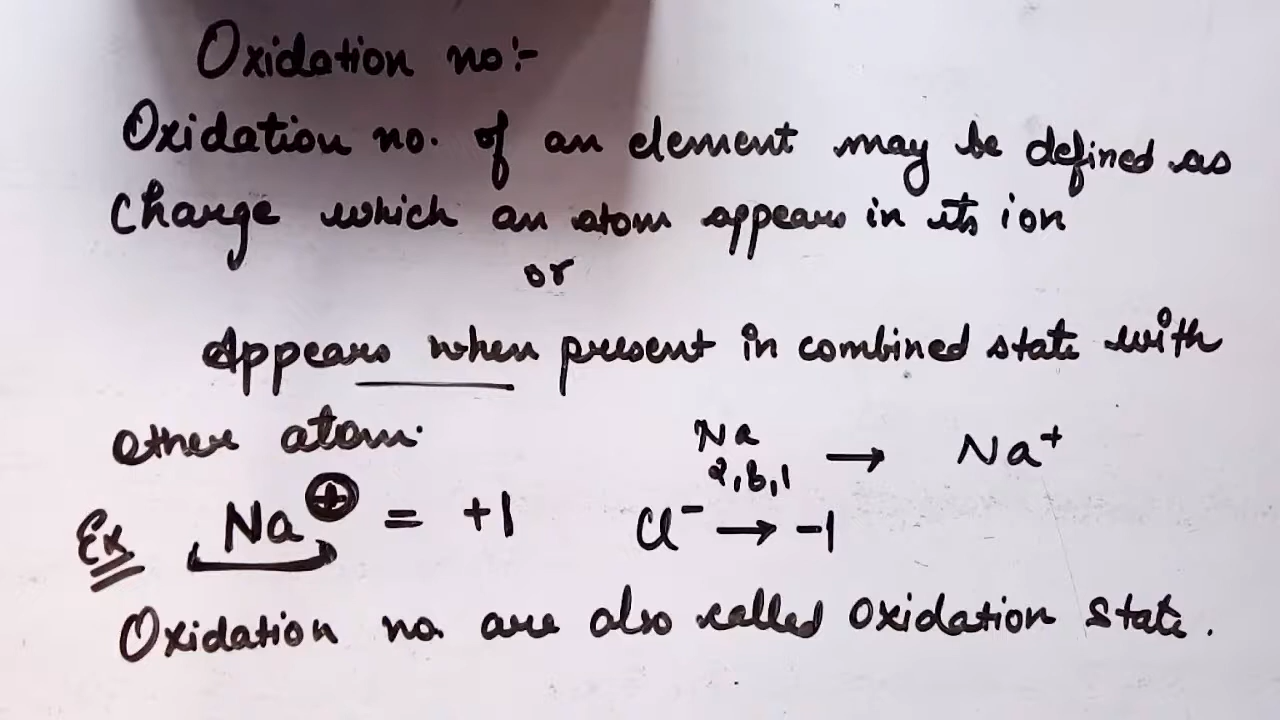 Oxidation no:-
Oxidation no. of an element may be defined as
Charge which an atom appears in its ion
or
Appears when present in combined state with
other atom.
Na → Na⁺
2,8,1
Ex Na⊕ = +1 Cl⁻ → -1
Oxidation no. are also called oxidation state.